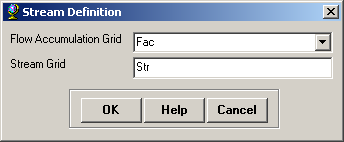 Stream Definition
Flow Accumulation Grid Fac
Stream Grid Str
OK Help Cancel